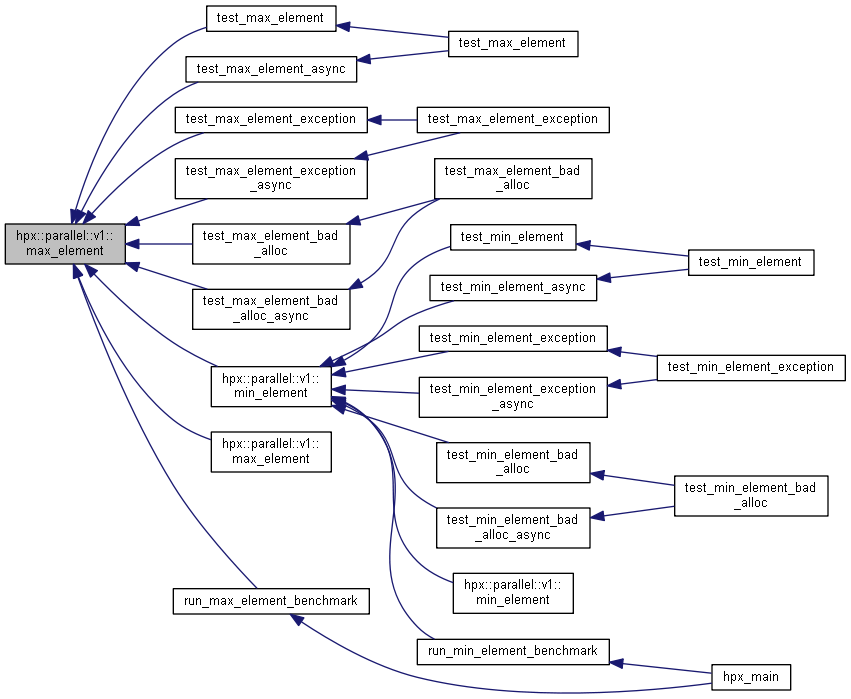 test_max_element
test_max_element
test_max_element_async
test_max_element_exception
test_max_element_exception
test_max_element_exception
_async
test_max_element_bad
_alloc
hpx::parallel::v1::
max_element
test_max_element_bad
_alloc
test_min_element
test_min_element
test_max_element_bad
_alloc_async
test_min_element_async
test_min_element_exception
test_min_element_exception
hpx::parallel::v1::
min_element
test_min_element_exception
_async
hpx::parallel::v1::
max_element
test_min_element_bad
_alloc
test_min_element_bad
_alloc
test_min_element_bad
_alloc_async
hpx::parallel::v1::
min_element
run_max_element_benchmark
run_min_element_benchmark
hpx_main